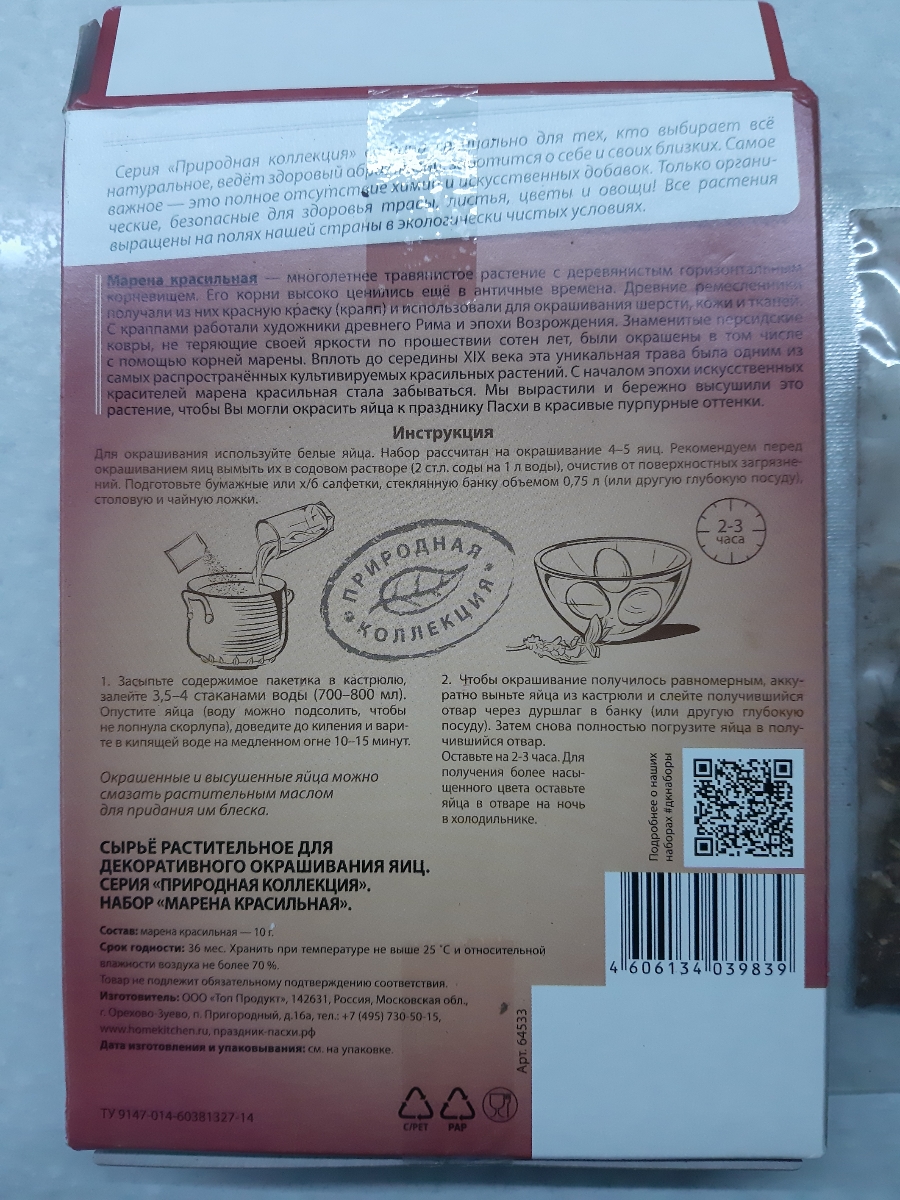 Серия «Природная коллекция» для тех, кто выбирает всё
натуральное, ведёт здоровый заботится о себе и своих близких. Самое
важное — это полное отсутствие химии и искусственных добавок. Только органи-
ческие, безопасные для здоровья травы, листья, цветы и овощи! Все растения
выращены на полях нашей страны в экологически чистых условиях.
Марена красильная — многолетнее травянистое растение с деревянистым горизонтальным
корневищем. Его корни высоко ценились ещё в античные времена. Древние ремесленники
получали из них красную краску (крапп) и использовали для окрашивания шерсти, кожи и тканей.
С краппами работали художники древнего Рима и эпохи Возрождения. Знаменитые персидские
ковры, не теряющие своей яркости по прошествии сотен лет, были окрашены в том числе
с помощью корней марены. Вплоть до середины XIX века эта уникальная трава была одним из
самых распространённых культивируемых красильных растений. С началом эпохи искусственных
красителей марена красильная стала забываться. Мы вырастили и бережно высушили это
растение, чтобы Вы могли окрасить яйца к празднику Пасхи в красивые пурпурные оттенки.
Инструкция
Для окрашивания используйте белые яйца. Набор рассчитан на окрашивание 4–5 яиц. Рекомендуем перед
окрашиванием яиц вымыть их в содовом растворе (2 ст.л. соды на 1 л воды), очистив от поверхностных загрязне-
ний. Подготовьте бумажные или х/б салфетки, стеклянную банку объемом 0,75 л (или другую глубокую посуду),
столовую и чайную ложки.
2-3
часа
ПРИРОДНАЯ
КОЛЛЕКЦИЯ
1. Засыпьте содержимое пакетика в кастрюлю,
залейте 3,5–4 стаканами воды (700–800 мл).
Опустите яйца (воду можно подсолить, чтобы
не лопнула скорлупа), доведите до кипения и вари-
те в кипящей воде на медленном огне 10–15 минут.
2. Чтобы окрашивание получилось равномерным, акку-
ратно выньте яйца из кастрюли и слейте получившийся
отвар через дуршлаг в банку (или другую глубокую
посуду). Затем снова полностью погрузите яйца в полу-
чившийся отвар.
Оставьте на 2-3 часа. Для
получения более насы-
щенного цвета оставьте
яйца в отваре на ночь
в холодильнике.
Окрашенные и высушенные яйца можно
смазать растительным маслом
для придания им блеска.
Подробнее о наших
наборах #дкнаборы
СЫРЬЁ РАСТИТЕЛЬНОЕ ДЛЯ
ДЕКОРАТИВНОГО ОКРАШИВАНИЯ ЯИЦ.
СЕРИЯ «ПРИРОДНАЯ КОЛЛЕКЦИЯ».
НАБОР «МАРЕНА КРАСИЛЬНАЯ».
Состав: марена красильная — 10 г.
Срок годности: 36 мес. Хранить при температуре не выше 25 °С и относительной
влажности воздуха не более 70 %.
Товар не подлежит обязательному подтверждению соответствия.
Изготовитель: ООО «Топ Продукт», 142631, Россия, Московская обл.,
г. Орехово-Зуево, п. Пригородный, д.16а, тел.: +7 (495) 730-50-15,
www.homekitchen.ru, праздник-пасхи.рф
Дата изготовления и упаковывания: см. на упаковке.
4 606134 039839
Арт. 64533
ТУ 9147-014-60381327-14
C/PET
PAP